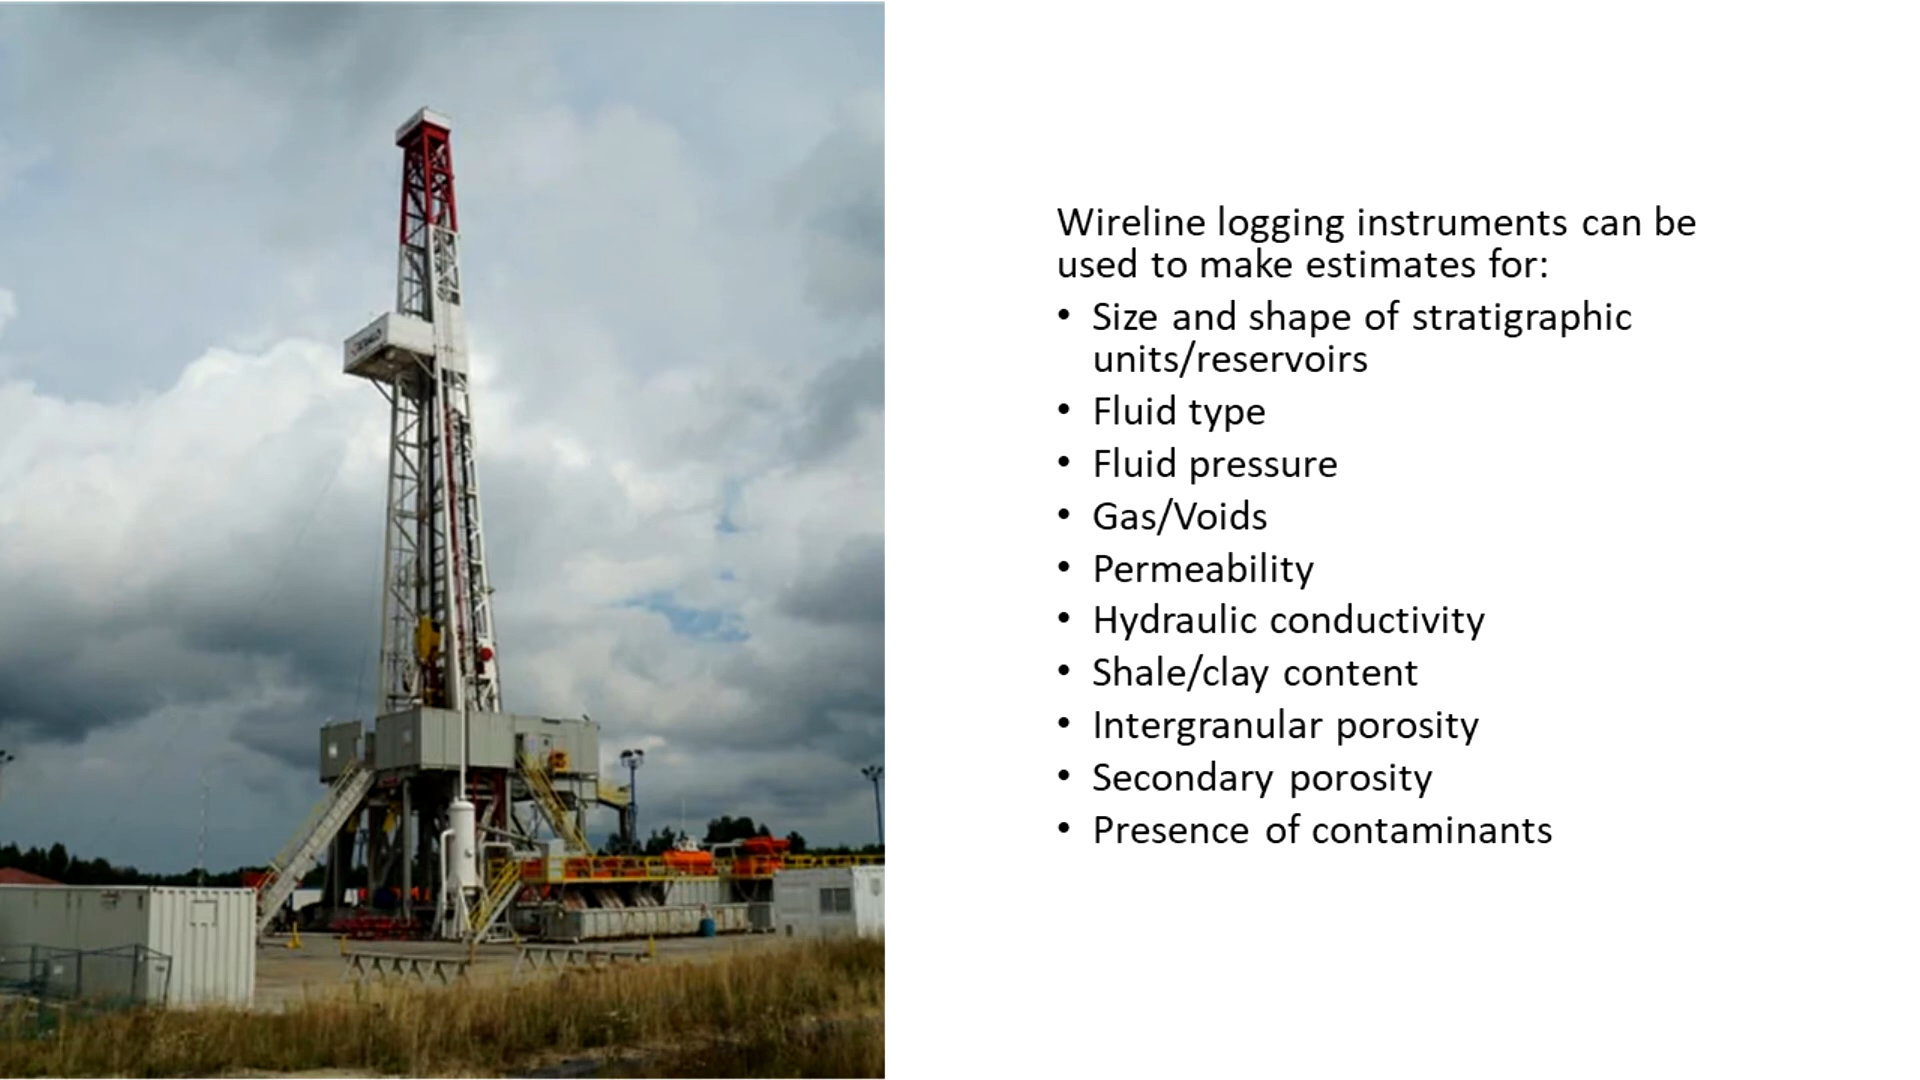 Wireline logging instruments can be
used to make estimates for:
• Size and shape of stratigraphic
units/reservoirs
• Fluid type
• Fluid pressure
• Gas/Voids
• Permeability
• Hydraulic conductivity
• Shale/clay content
• Intergranular porosity
• Secondary porosity
• Presence of contaminants